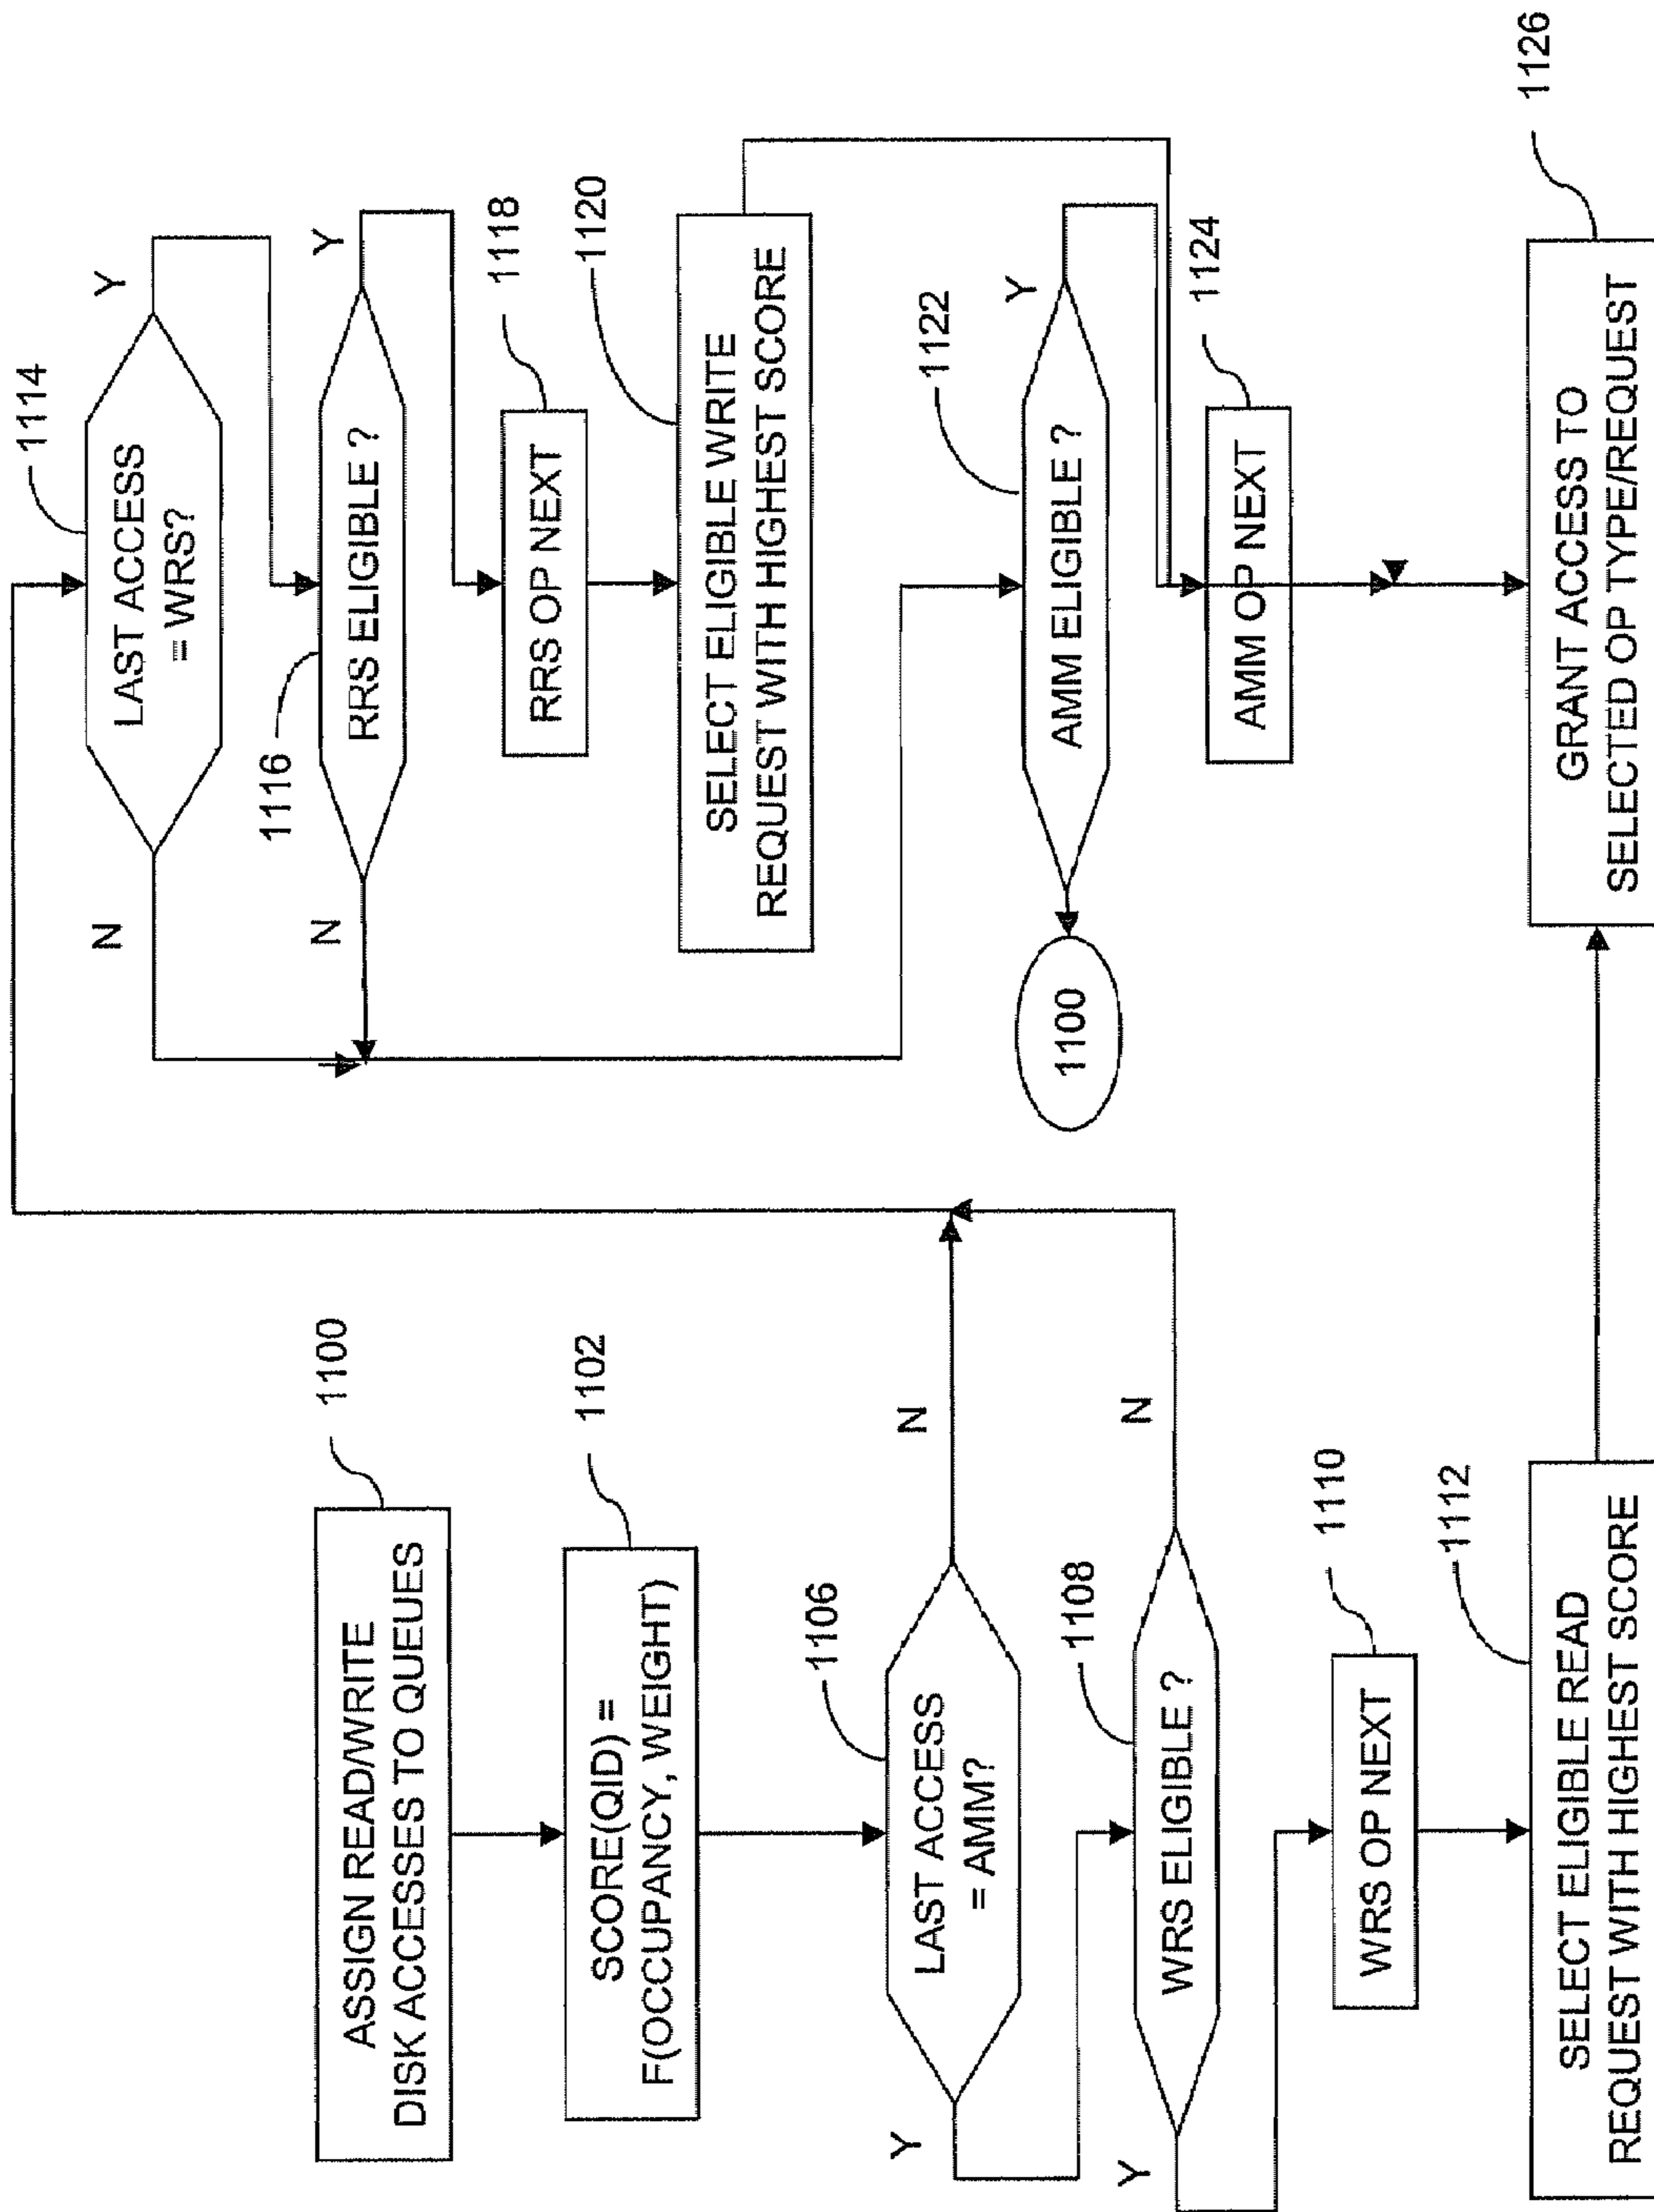 ASSIGN READ/WRITE
DISK ACCESSES TO QUEUES
1100
SCORE(QID) =
F(OCCUPANCY, WEIGHT)
1102
LAST ACCESS
= AMM?
1106
Y
N
WRS ELIGIBLE ?
1108
Y
N
WRS OP NEXT
1110
SELECT ELIGIBLE READ
REQUEST WITH HIGHEST SCORE
1112
LAST ACCESS
= WRS?
1114
N
Y
RRS ELIGIBLE ?
1116
N
Y
RRS OP NEXT
1118
SELECT ELIGIBLE WRITE
REQUEST WITH HIGHEST SCORE
1120
AMM ELIGIBLE ?
1122
Y
1100
AMM OP NEXT
1124
GRANT ACCESS TO
SELECTED OP TYPE/REQUEST
1126